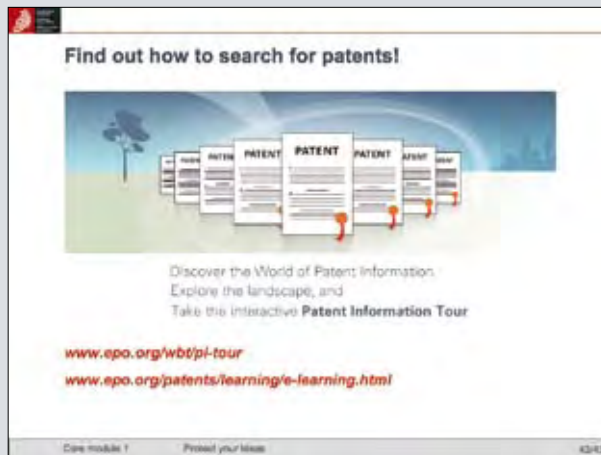 Find out how to search for patents!
PATENT PATENT PATENT
Discover the World of Patent Information
Explore the landscape, and
Take the interactive Patent Information Tour
www.epo.org/wbt/pi-tour
www.epo.org/patents/learning/e-learning.html
Core module 1 Protect your ideas